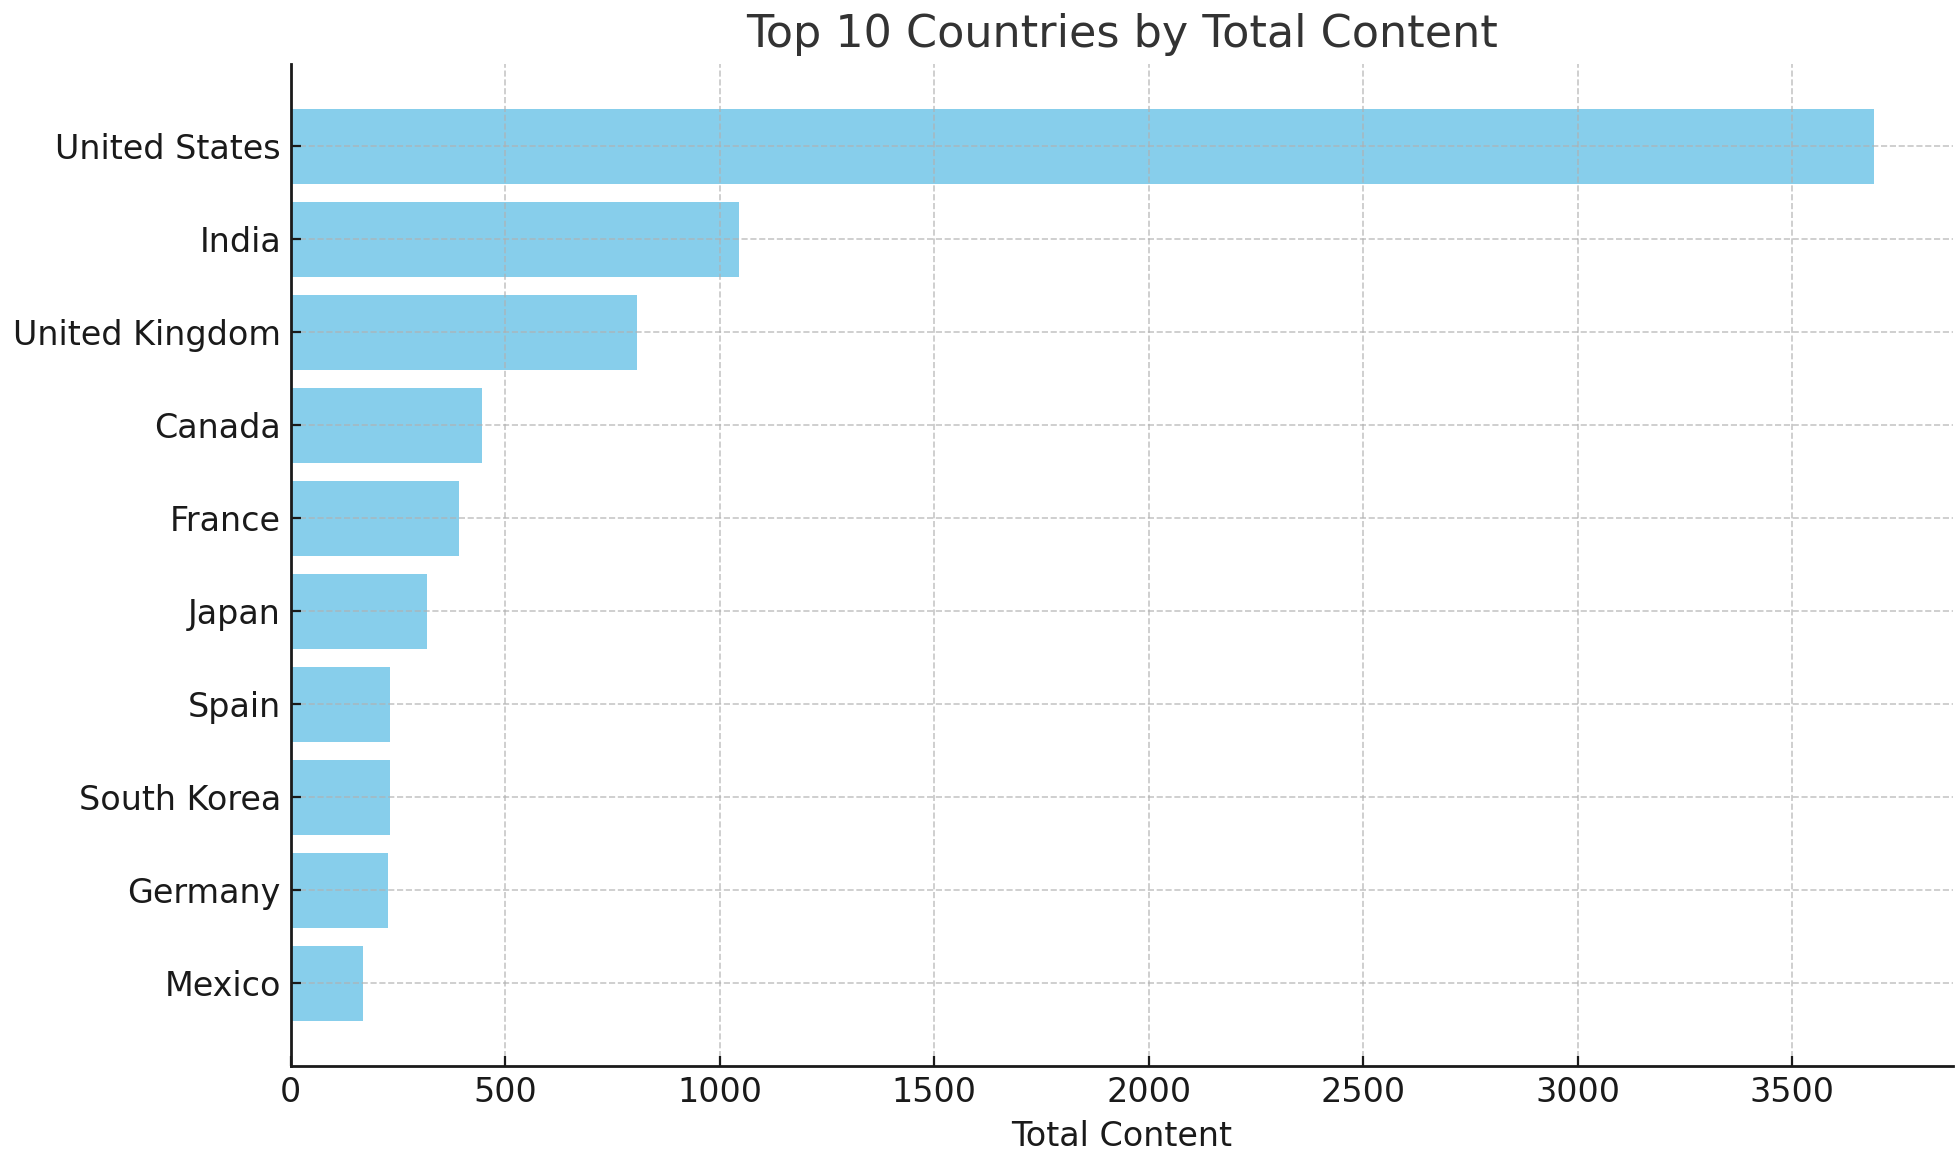 Top 10 Countries by Total Content
United States
India
United Kingdom
Canada
France
Japan
Spain
South Korea
Germany
Mexico
0 500 1000 1500 2000 2500 3000 3500
Total Content